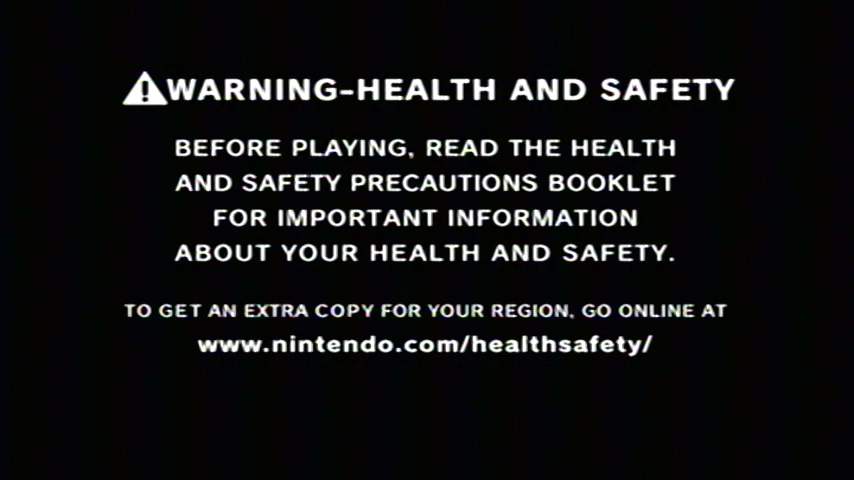 WARNING-HEALTH AND SAFETY
BEFORE PLAYING, READ THE HEALTH
AND SAFETY PRECAUTIONS BOOKLET
FOR IMPORTANT INFORMATION
ABOUT YOUR HEALTH AND SAFETY.
TO GET AN EXTRA COPY FOR YOUR REGION, GO ONLINE AT
www.nintendo.com/healthsafety/